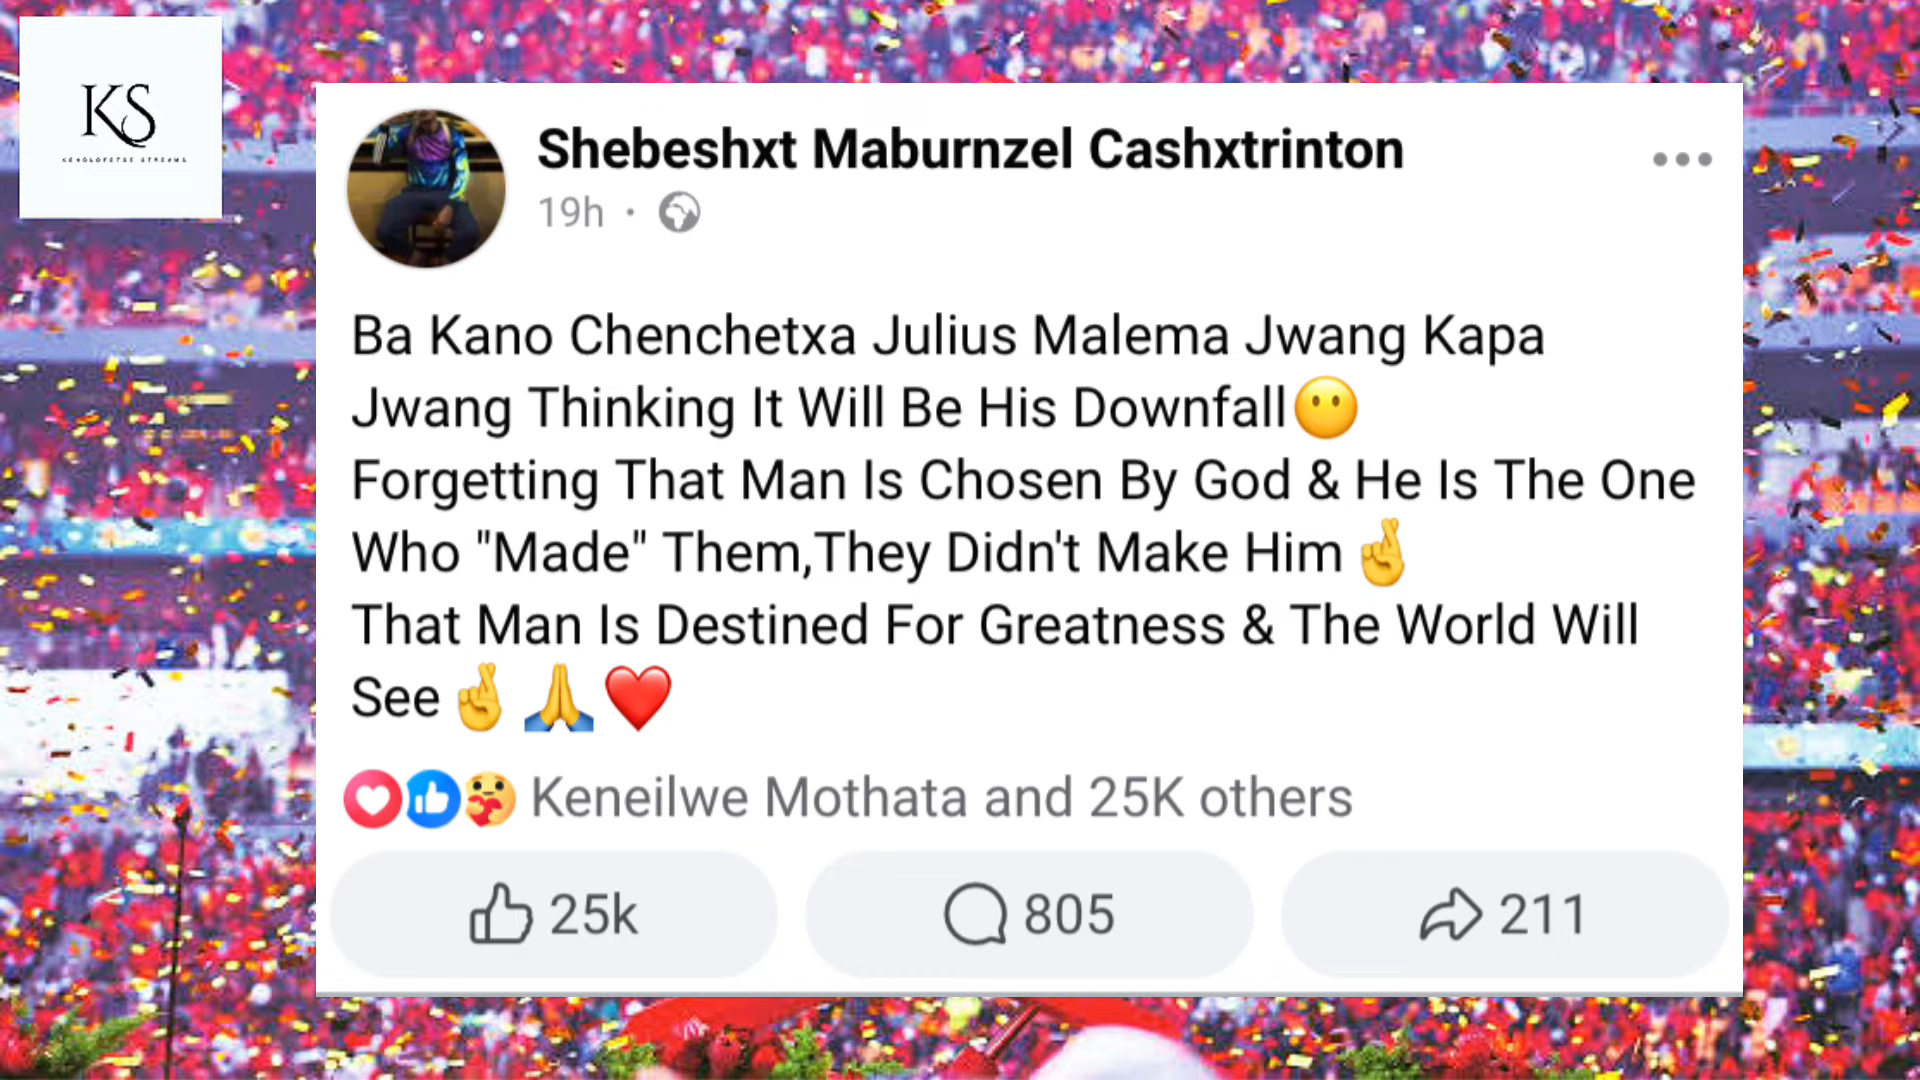 KS
Shebeshxt Maburnzel Cashxtrinton
19h ·
Ba Kano Chenchetxa Julius Malema Jwang Kapa
Jwang Thinking It Will Be His Downfall😶
Forgetting That Man Is Chosen By God & He Is The One
Who "Made" Them,They Didn't Make Him 🤞
That Man Is Destined For Greatness & The World Will
See 🤞🙏❤️
Keneilwe Mothata and 25K others
25k
805
211